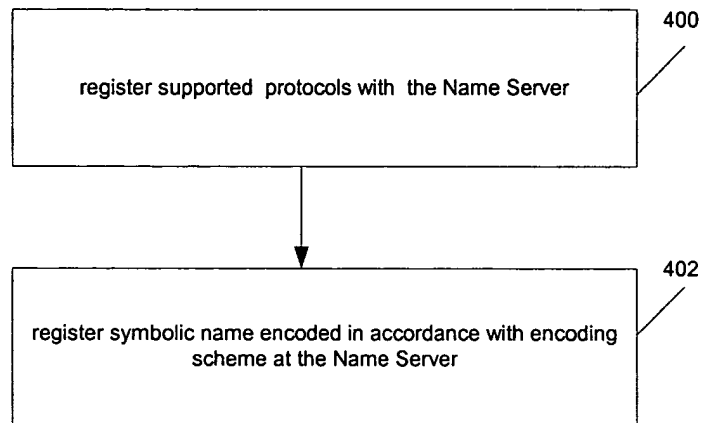 400
register supported protocols with the Name Server
402
register symbolic name encoded in accordance with encoding
scheme at the Name Server